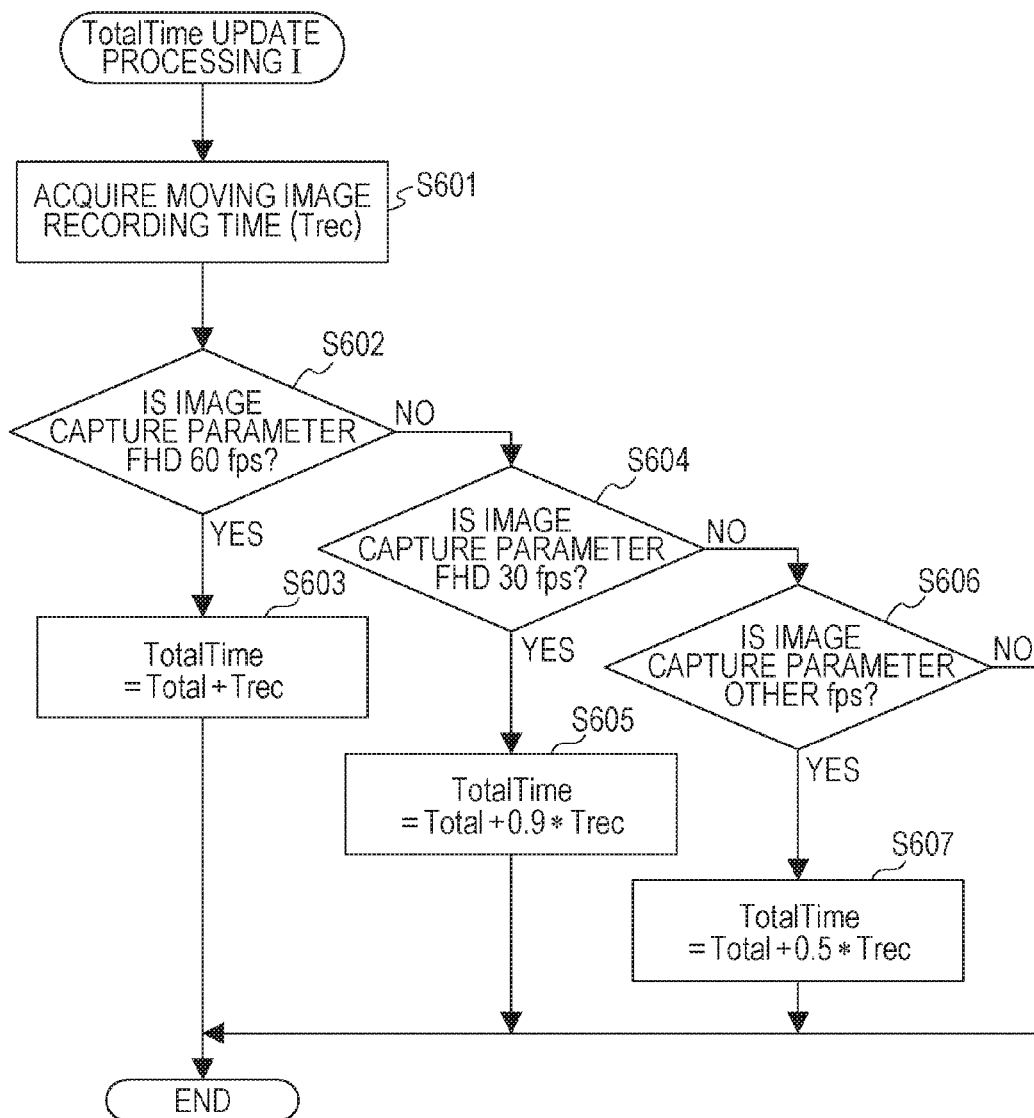 TotalTime UPDATE
PROCESSING I
S601
ACQUIRE MOVING IMAGE
RECORDING TIME (Trec)
S602
IS IMAGE
CAPTURE PARAMETER
FHD 60 fps?
NO
YES
S604
IS IMAGE
CAPTURE PARAMETER
FHD 30 fps?
NO
YES
S603
TotalTime
=Total+Trec
S606
IS IMAGE
CAPTURE PARAMETER
OTHER fps?
NO
YES
S605
TotalTime
=Total+0.9*Trec
S607
TotalTime
=Total+0.5*Trec
END